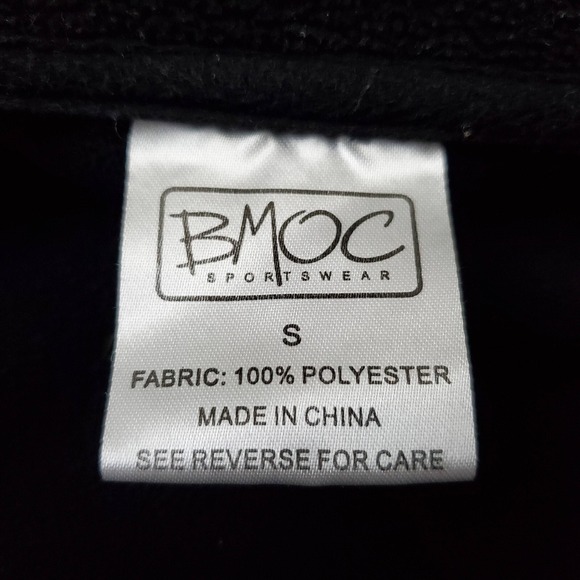 BMOC
SPORTSWEAR
S
FABRIC: 100% POLYESTER
MADE IN CHINA
SEE REVERSE FOR CARE